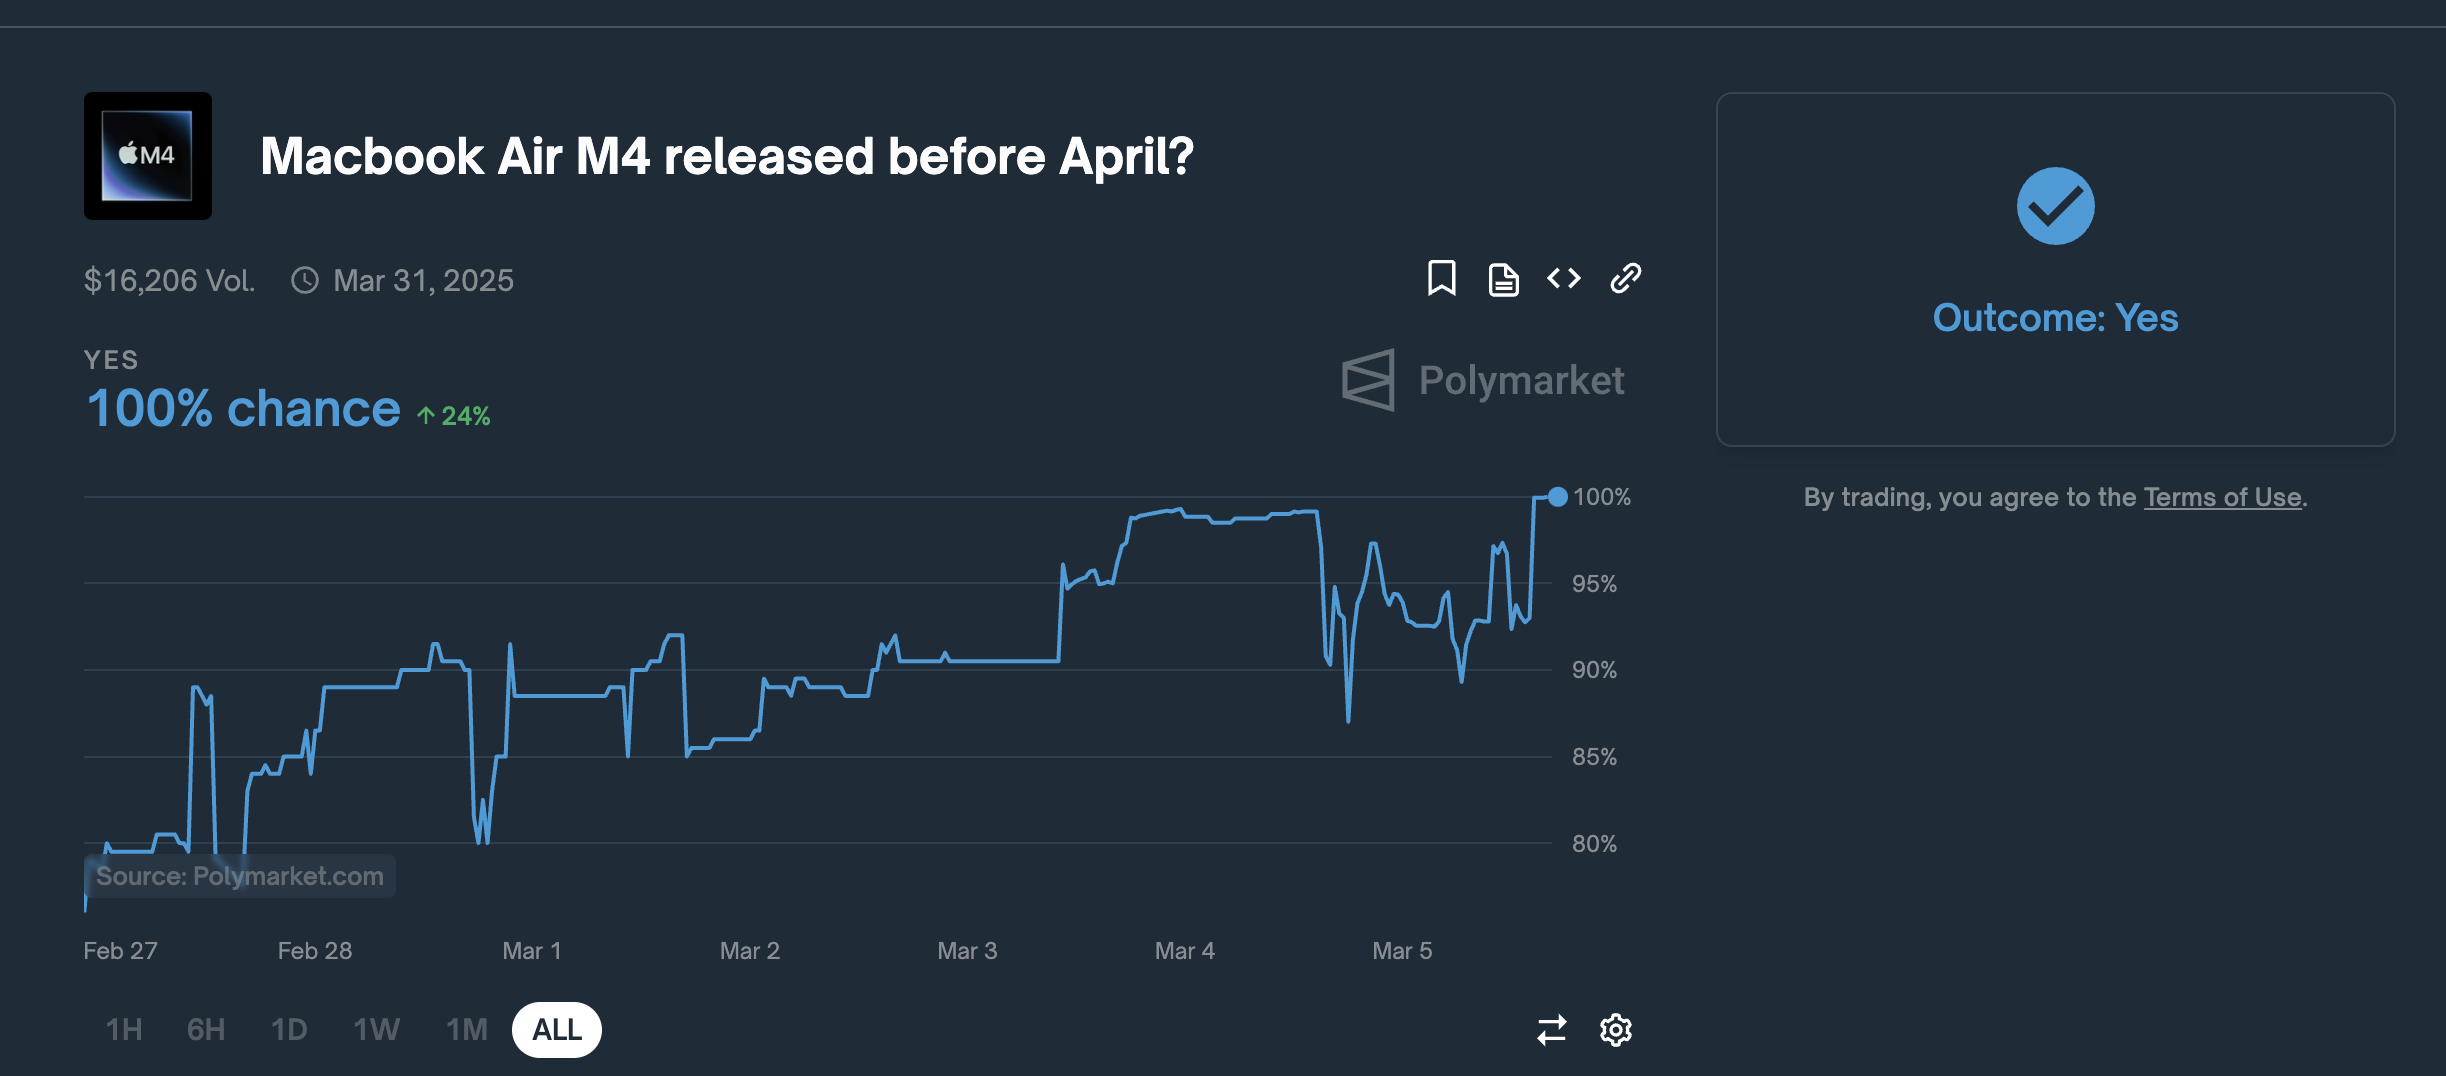 M4
Macbook Air M4 released before April?
$16,206 Vol. Mar 31, 2025
YES
100% chance ↑ 24%
Polymarket
Outcome: Yes
By trading, you agree to the Terms of Use.
100%
95%
90%
85%
80%
Source: Polymarket.com
Feb 27 Feb 28 Mar 1 Mar 2 Mar 3 Mar 4 Mar 5
1H 6H 1D 1W 1M ALL